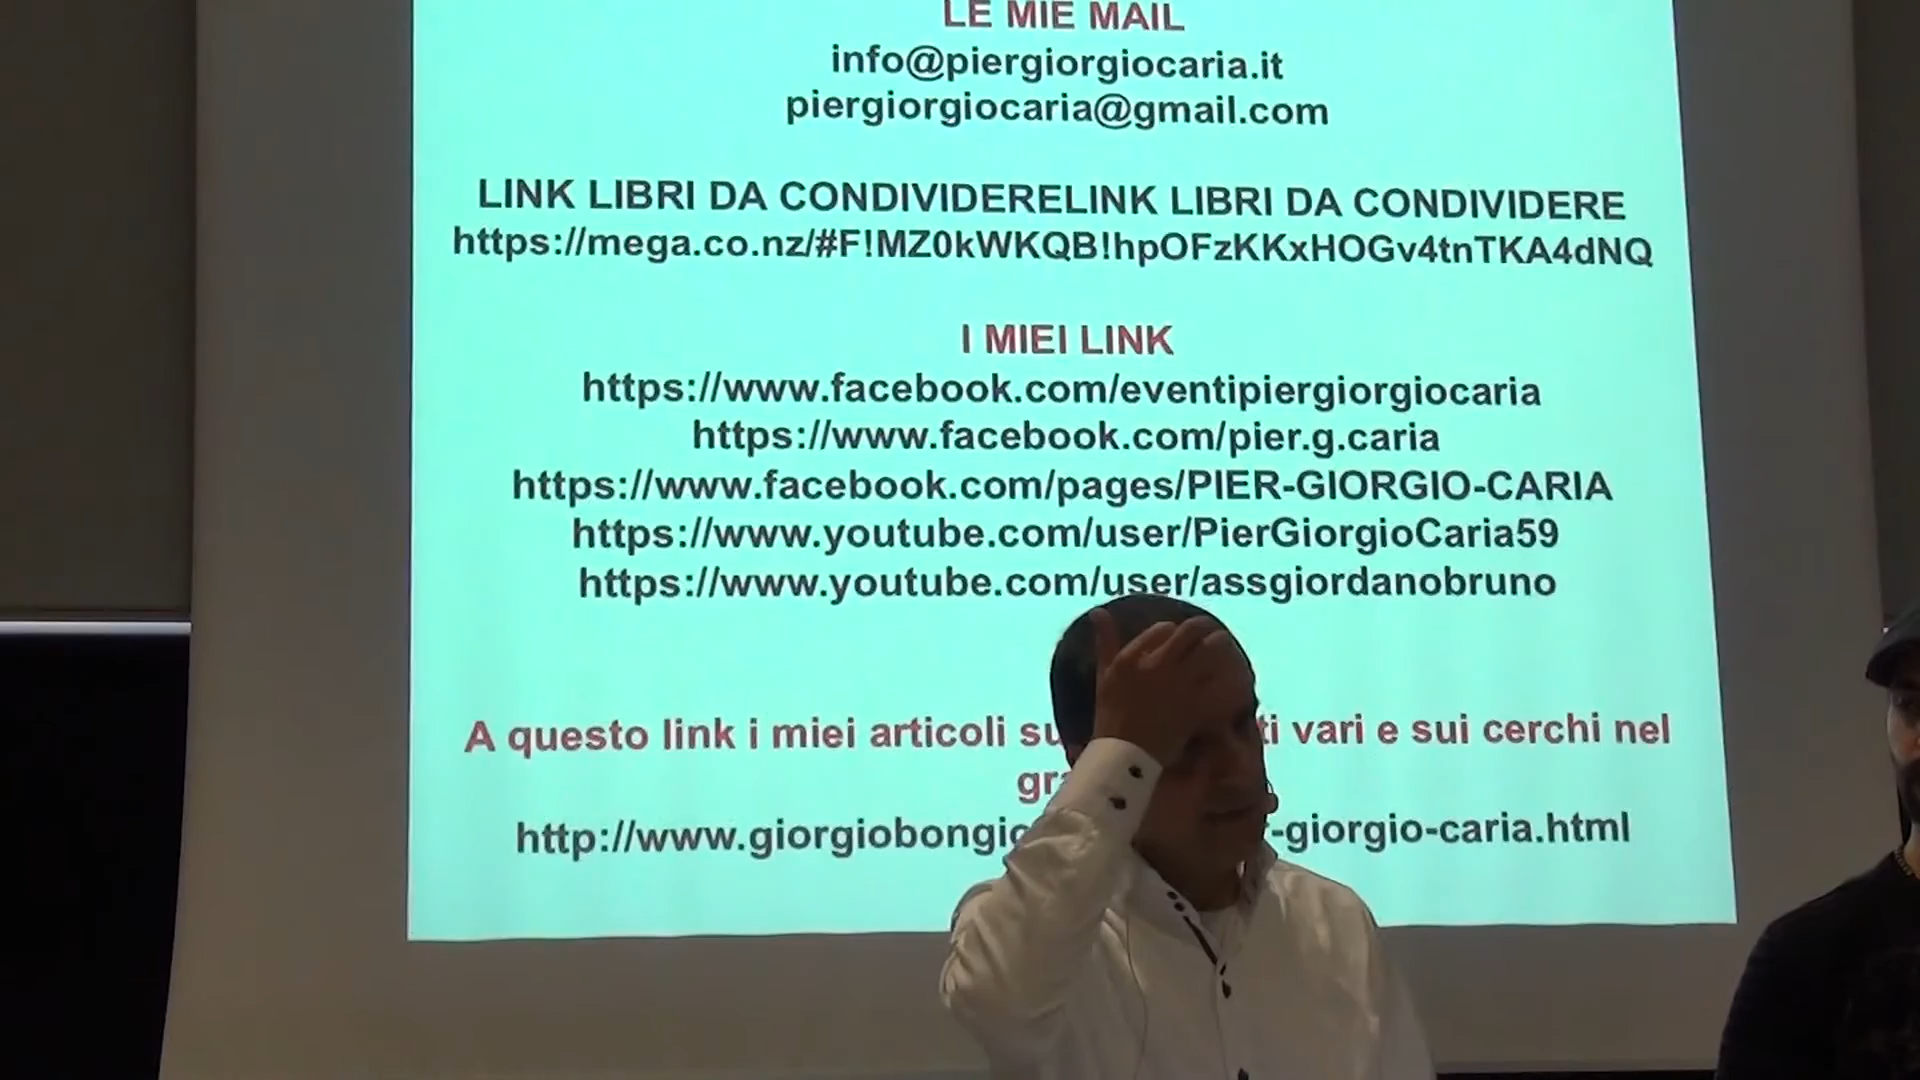 LE MIE MAIL
info@piergiorgiocaria.it
piergiorgiocaria@gmail.com
LINK LIBRI DA CONDIVIDERELINK LIBRI DA CONDIVIDERE
https://mega.co.nz/#F!MZ0kWKQB!hpOFzKKxHOGv4tnTKA4dNQ
I MIEI LINK
https://www.facebook.com/eventipiergiorgiocaria
https://www.facebook.com/pier.g.caria
https://www.facebook.com/pages/PIER-GIORGIO-CARIA
https://www.youtube.com/user/PierGiorgioCaria59
https://www.youtube.com/user/assgiordanobruno
A questo link i miei articoli vari e sui cerchi nel
http://www.giorgiobongio -giorgio-caria.html